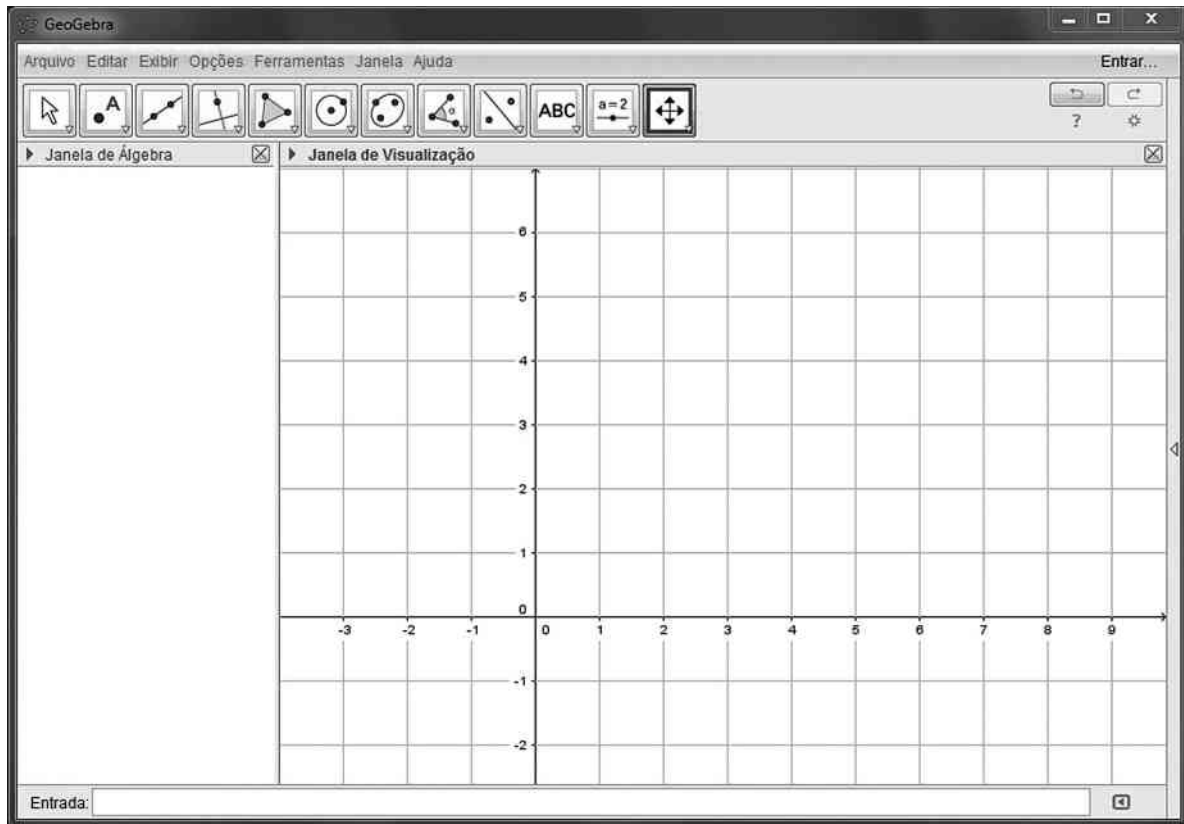 GeoGebra
Arquivo Editar Exibir Opções Ferramentas Janela Ajuda Entrar...
A ABC a=2
α
?
Janela de Álgebra
Janela de Visualização
6
5
4
3
2
1
0
-3 -2 -1 0 1 2 3 4 5 6 7 8 9
-1
-2
Entrada: